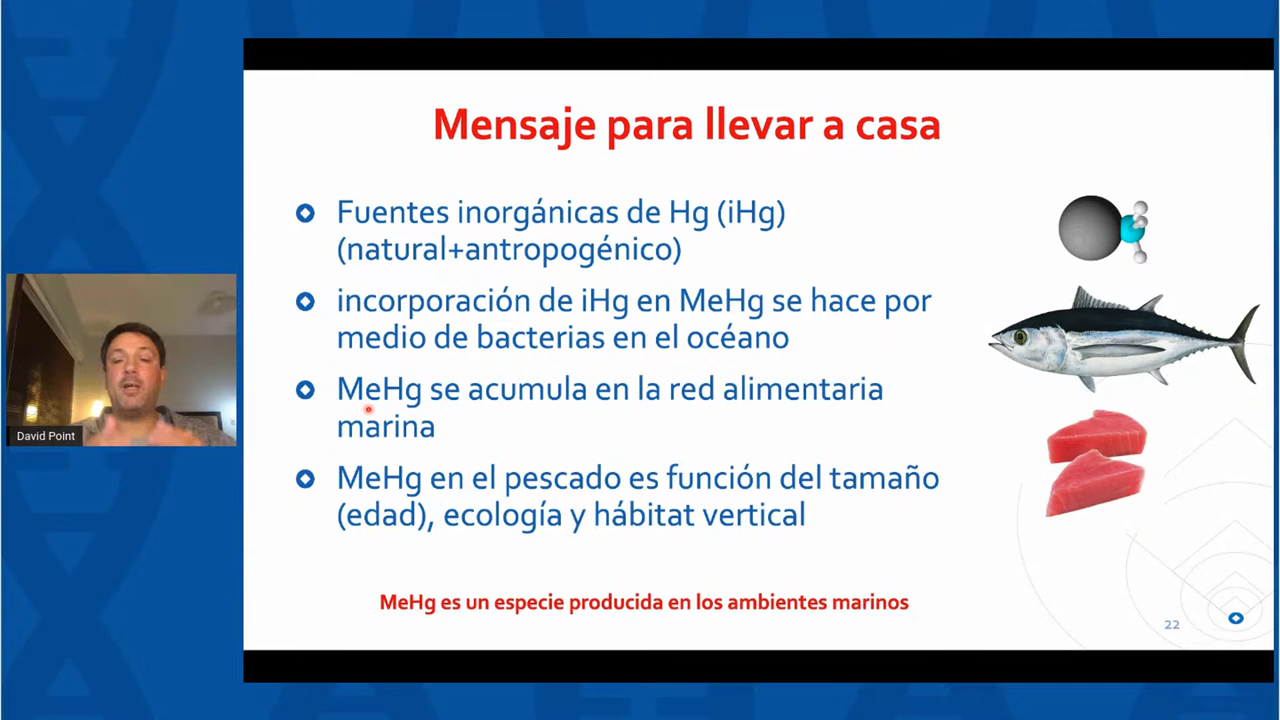 Mensaje para llevar a casa
Fuentes inorgánicas de Hg (iHg)
(natural+antropogénico)
incorporación de iHg en MeHg se hace por
medio de bacterias en el océano
MeHg se acumula en la red alimentaria
marina
MeHg en el pescado es función del tamaño
(edad), ecología y hábitat vertical
MeHg es un especie producida en los ambientes marinos
22
David Point